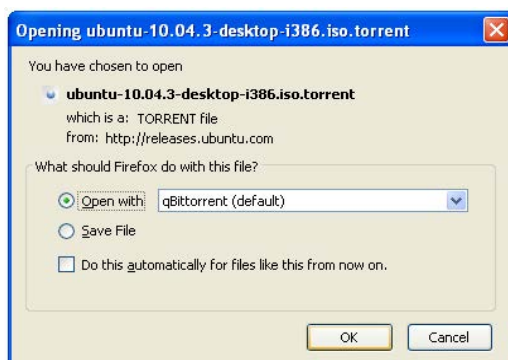 Opening ubuntu-10.04.3-desktop-i386.iso.torrent
You have chosen to open
ubuntu-10.04.3-desktop-i386.iso.torrent
which is a: TORRENT file
from: http://releases.ubuntu.com
What should Firefox do with this file?
Open with qBittorrent (default)
Save File
Do this automatically for files like this from now on.
OK Cancel